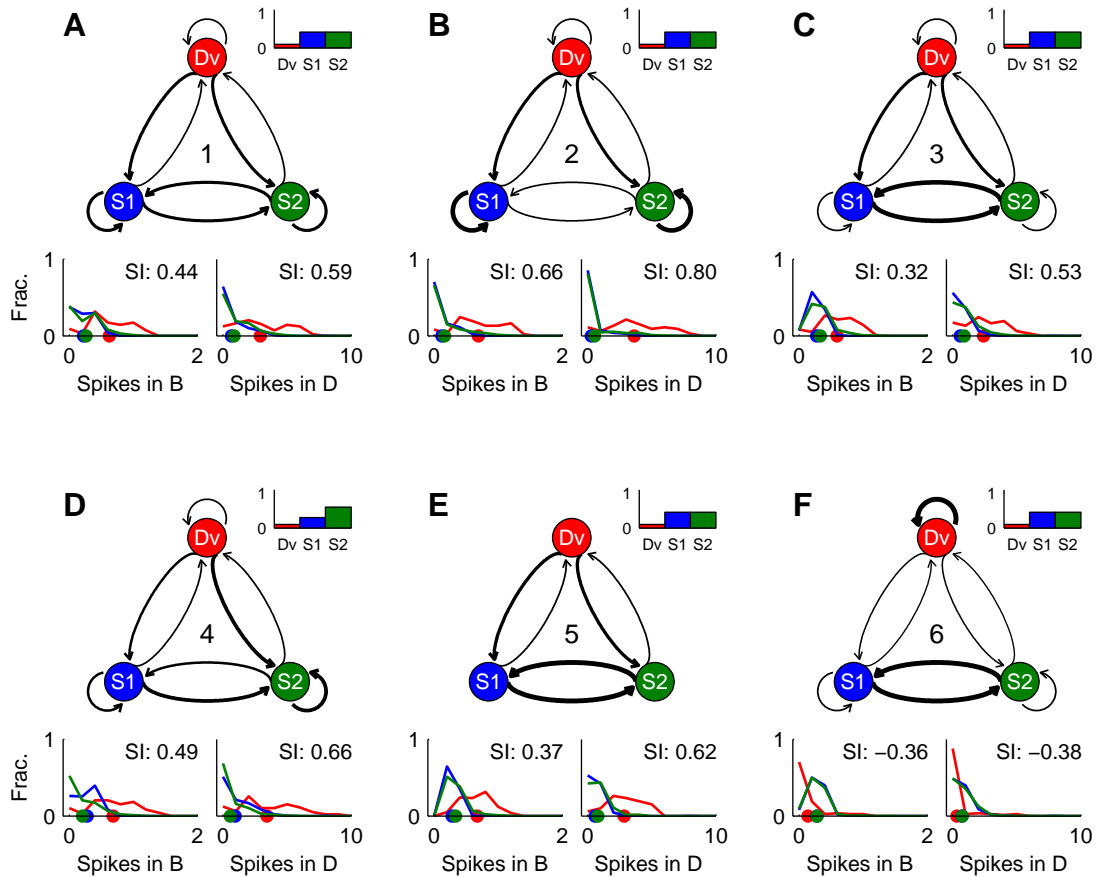 A
1
0
Dv S1 S2
Dv
1
S1
S2
1
0
Frac.
SI: 0.44
0 2
Spikes in B
SI: 0.59
0 10
Spikes in D
B
1
0
Dv S1 S2
Dv
2
S1
S2
SI: 0.66
0 2
Spikes in B
SI: 0.80
0 10
Spikes in D
C
1
0
Dv S1 S2
Dv
3
S1
S2
1
0
SI: 0.32
0 2
Spikes in B
SI: 0.53
0 10
Spikes in D
D
1
0
Dv S1 S2
Dv
4
S1
S2
1
0
Frac.
SI: 0.49
0 2
Spikes in B
SI: 0.66
0 10
Spikes in D
E
1
0
Dv S1 S2
Dv
5
S1
S2
1
0
SI: 0.37
0 2
Spikes in B
SI: 0.62
0 10
Spikes in D
F
1
0
Dv S1 S2
Dv
6
S1
S2
1
0
SI: −0.36
0 2
Spikes in B
SI: −0.38
0 10
Spikes in D